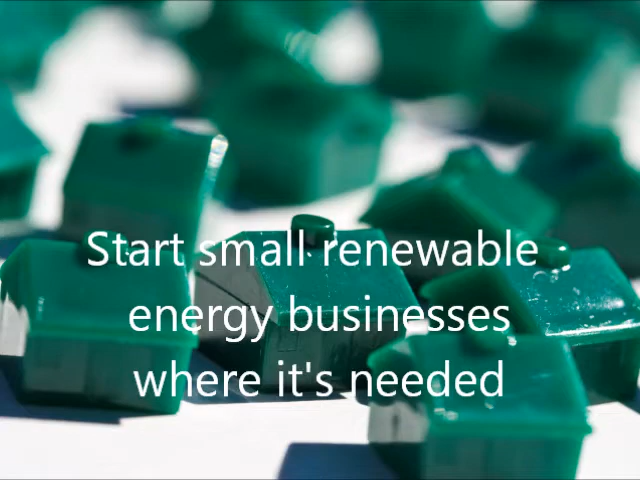 Start small renewable
energy businesses
where it's needed